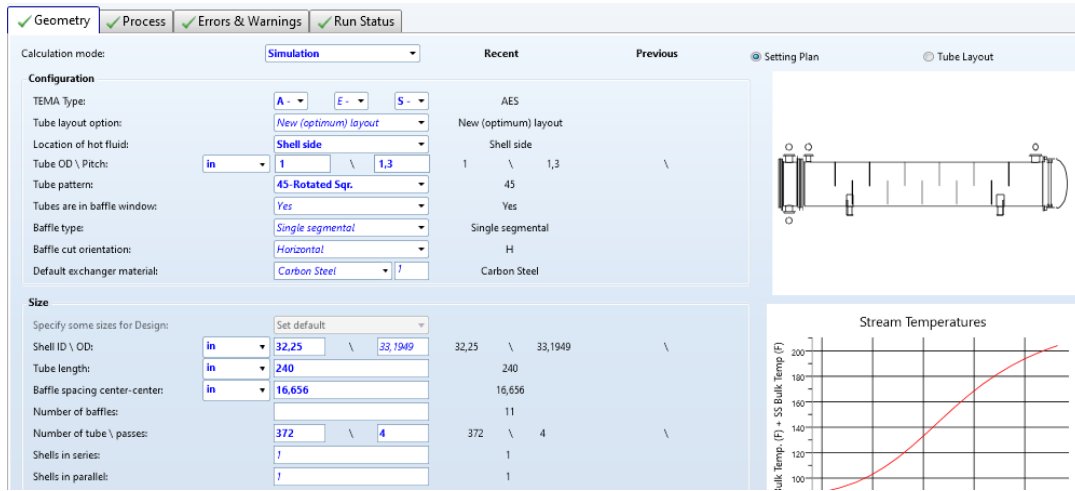 Geometry Process Errors & Warnings Run Status
Calculation mode: Simulation Recent Previous Setting Plan Tube Layout
Configuration
TEMA Type: A - E - S - AES
Tube layout option: New (optimum) layout New (optimum) layout
Location of hot fluid: Shell side Shell side
Tube OD \ Pitch: in 1 \ 1,3 1 \ 1,3 \
Tube pattern: 45-Rotated Sqr. 45
Tubes are in baffle window: Yes Yes
Baffle type: Single segmental Single segmental
Baffle cut orientation: Horizontal H
Default exchanger material: Carbon Steel 1 Carbon Steel
Size
Specify some sizes for Design: Set default
Shell ID \ OD: in 32,25 \ 33,1949 32,25 \ 33,1949 \
Tube length: in 240 240
Baffle spacing center-center: in 16,656 16,656
Number of baffles: 11
Number of tube \ passes: 372 \ 4 372 \ 4 \
Shells in series: 1 1
Shells in parallel: 1 1
Stream Temperatures
200
180
160
140
120
100
Bulk Temp. (F) + SS Bulk Temp (F)